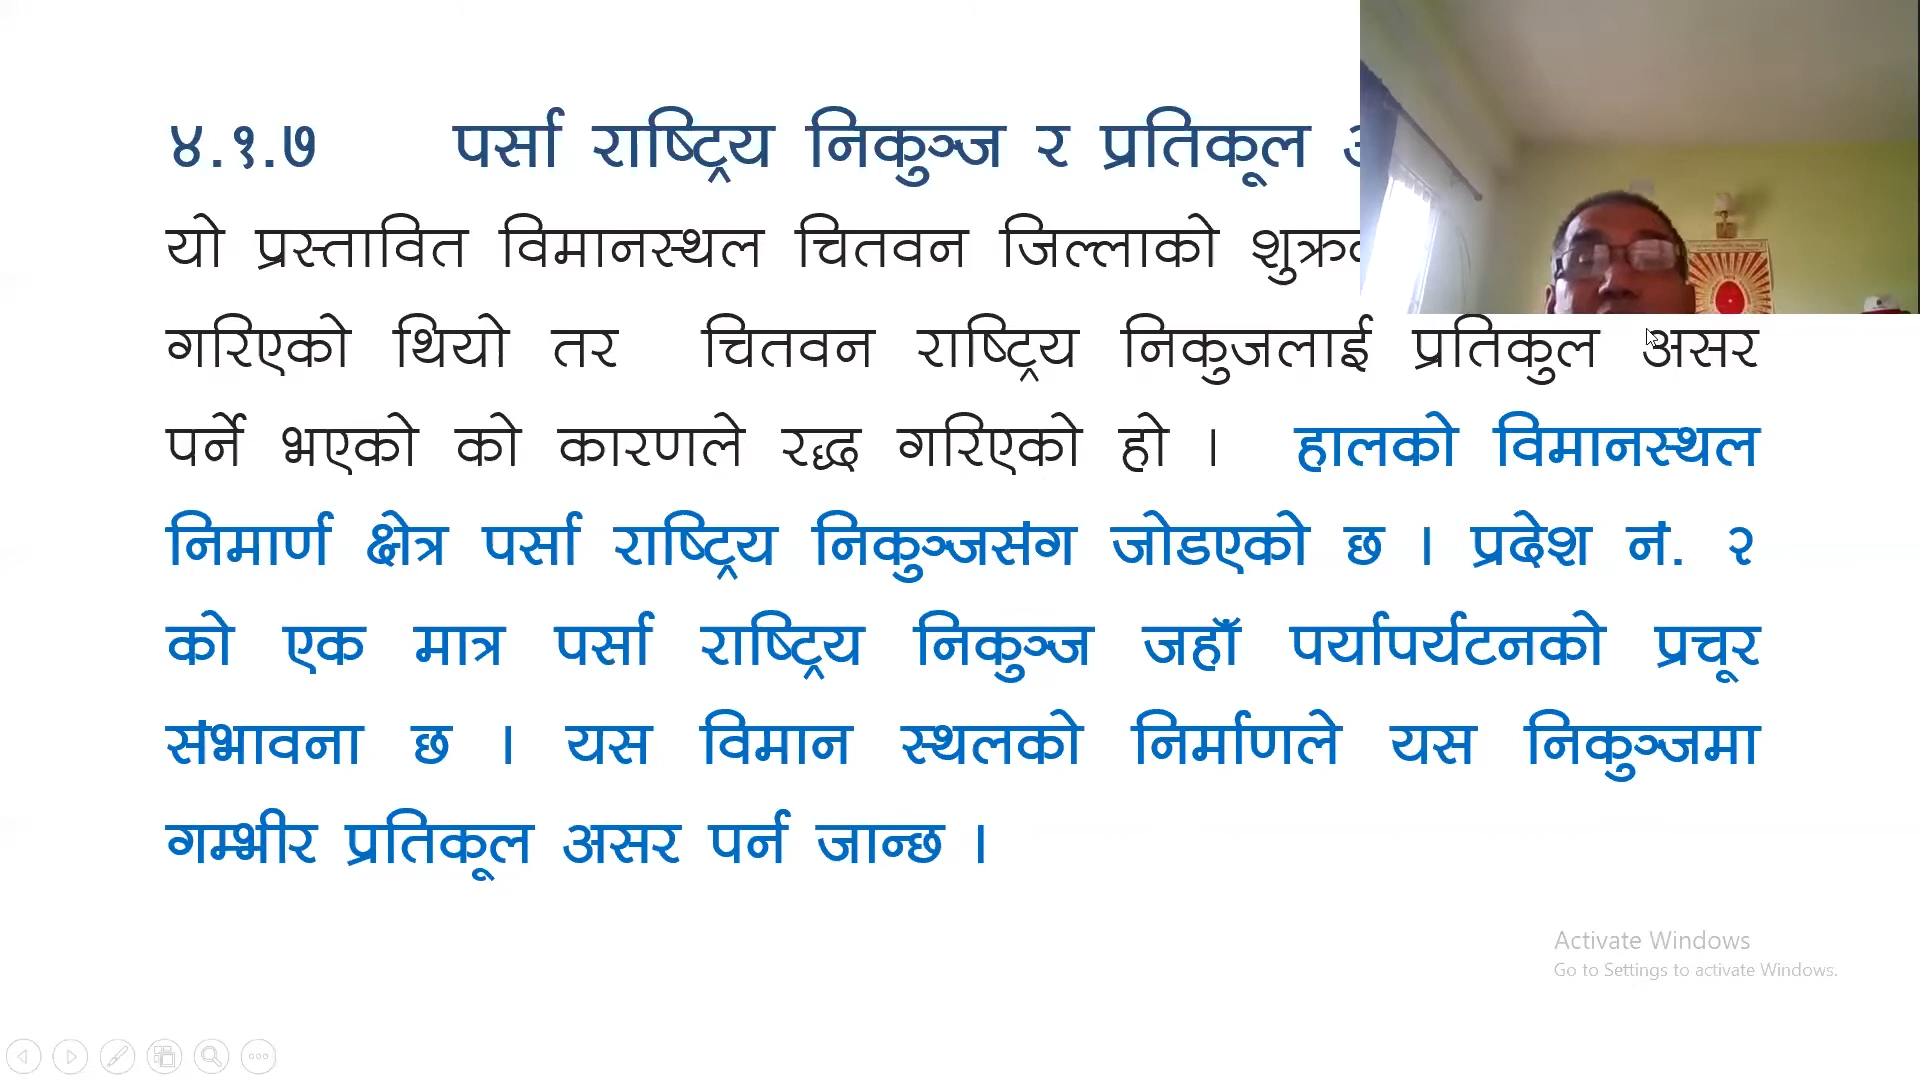 ४.१.७ पर्सा राष्ट्रिय निकुञ्ज र प्रतिकूल
यो प्रस्तावित विमानस्थल चितवन जिल्लाको
गरिएको थियो तर चितवन राष्ट्रिय निकुजलाई प्रतिकुल असर
पर्ने भएको को कारणले रद्ध गरिएको हो । हालको विमानस्थल
निमार्ण क्षेत्र पर्सा राष्ट्रिय निकुञ्जसंग जोडएको छ । प्रदेश नं. २
को एक मात्र पर्सा राष्ट्रिय निकुञ्ज जहाँ पर्यापर्यटनको प्रचूर
संभावना छ । यस विमान स्थलको निर्माणले यस निकुञ्जमा
गम्भीर प्रतिकूल असर पर्न जान्छ ।
Activate Windows
Go to Settings to activate Windows.